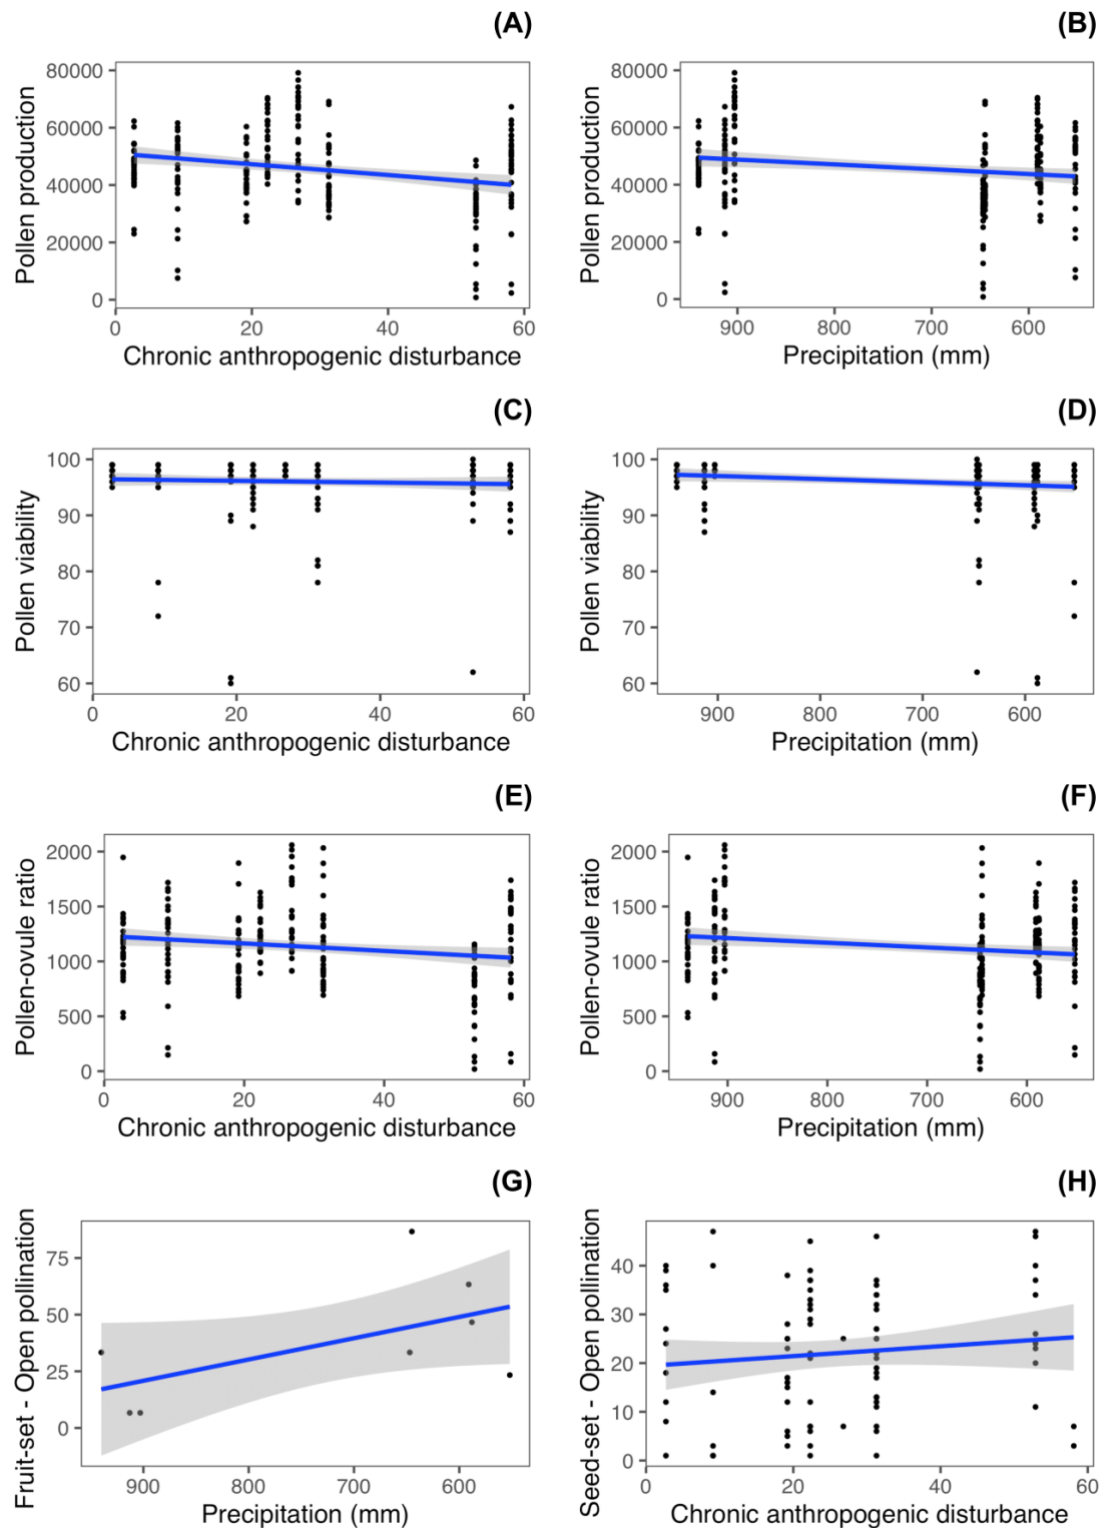 (A)
80000
60000
40000
20000
0
Pollen production
0 20 40 60
Chronic anthropogenic disturbance
(B)
80000
60000
40000
20000
0
Pollen production
900 800 700 600
Precipitation (mm)
(C)
100
90
80
70
60
Pollen viability
0 20 40 60
Chronic anthropogenic disturbance
(D)
100
90
80
70
60
Pollen viability
900 800 700 600
Precipitation (mm)
(E)
2000
1500
1000
500
0
Pollen-ovule ratio
0 20 40 60
Chronic anthropogenic disturbance
(F)
2000
1500
1000
500
0
Pollen-ovule ratio
900 800 700 600
Precipitation (mm)
(G)
75
50
25
0
Fruit-set - Open pollination
900 800 700 600
Precipitation (mm)
(H)
40
30
20
10
0
Seed-set - Open pollination
0 20 40 60
Chronic anthropogenic disturbance